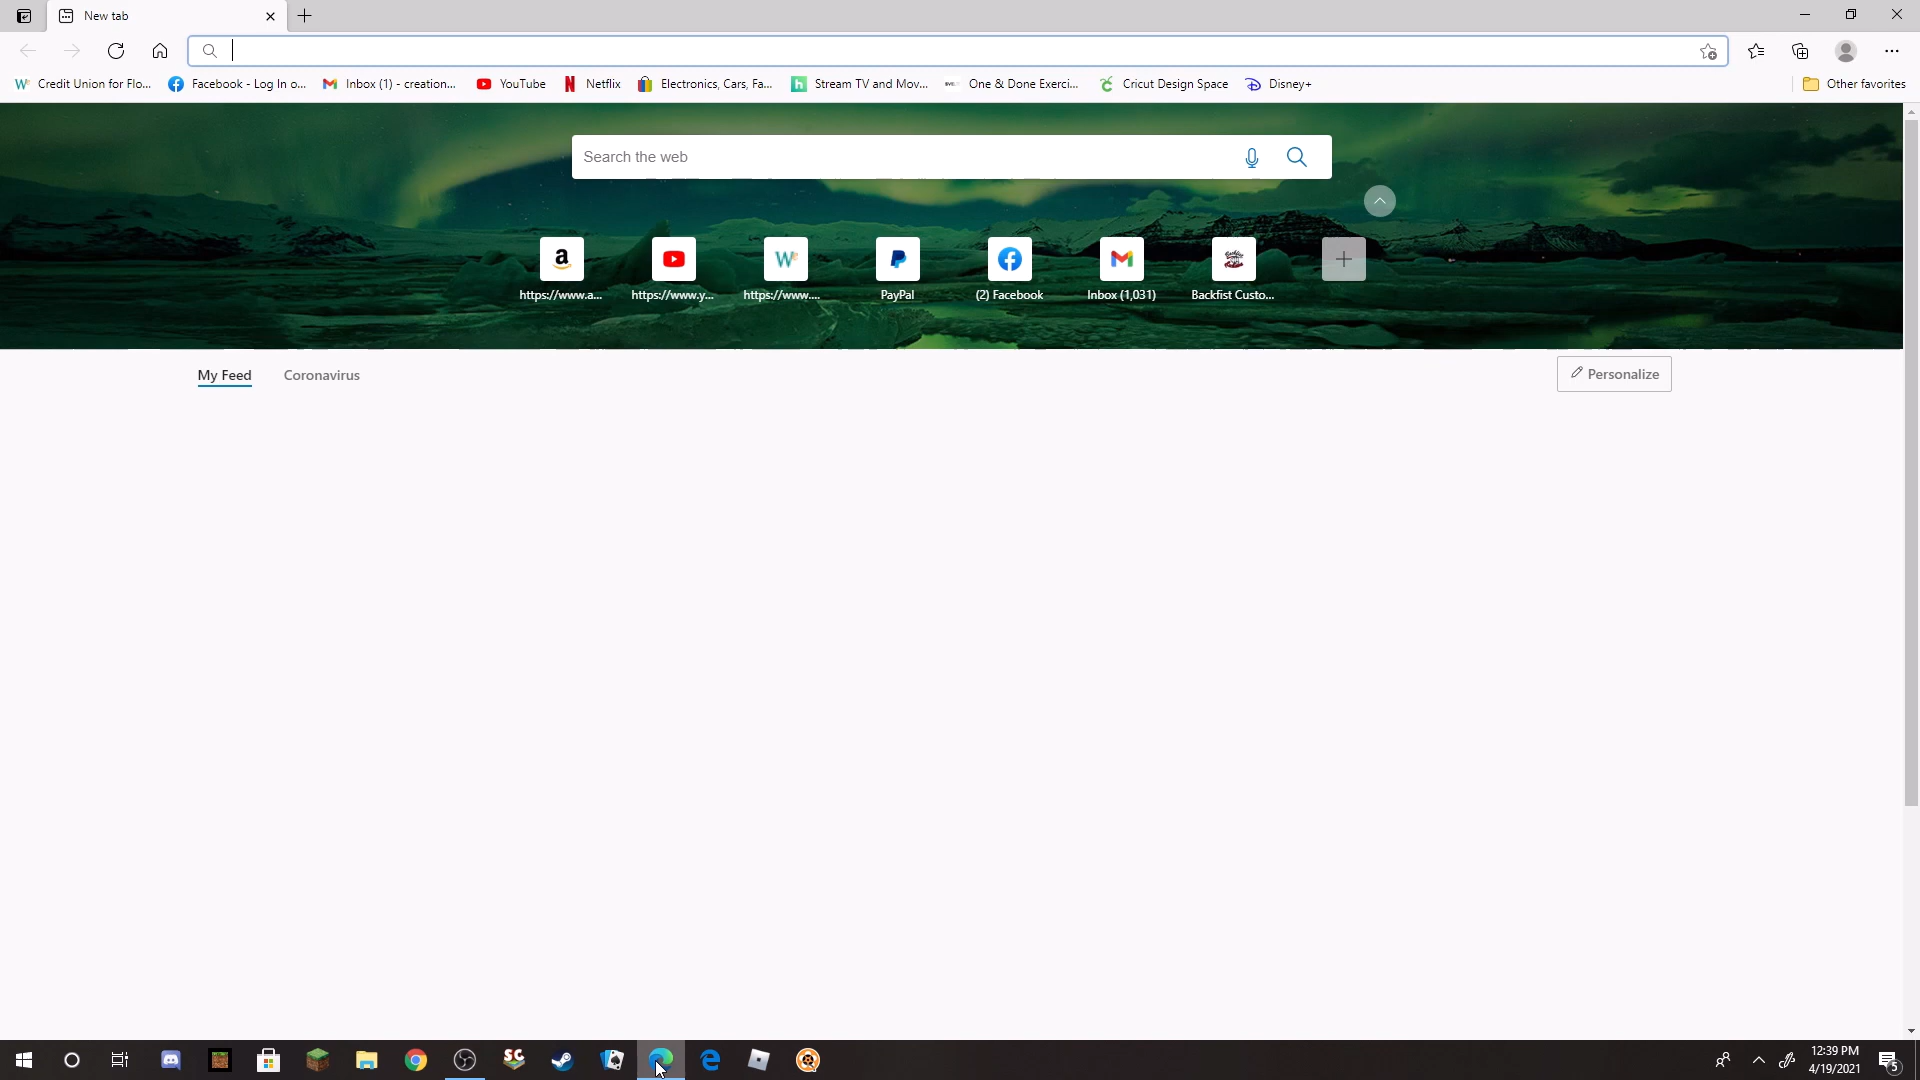 New tab
Credit Union for Flo...
Facebook - Log In o...
Inbox (1) - creation...
YouTube
Netflix
Electronics, Cars, Fa...
Stream TV and Mov...
One & Done Exerci...
Cricut Design Space
Disney+
Other favorites
Search the web
https://www.a...
https://www.y...
https://www....
PayPal
(2) Facebook
Inbox (1,031)
Backfist Custo...
My Feed
Coronavirus
Personalize
12:39 PM
4/19/2021
5